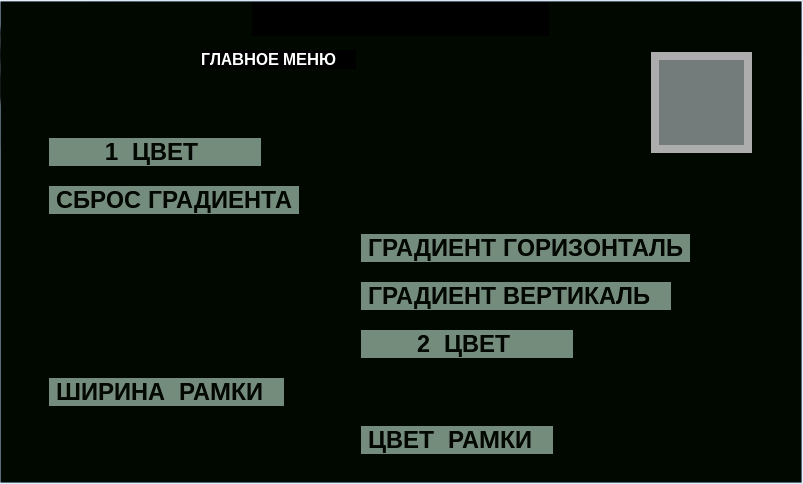 ГЛАВНОЕ МЕНЮ
1 ЦВЕТ
СБРОС ГРАДИЕНТА
ГРАДИЕНТ ГОРИЗОНТАЛЬ
ГРАДИЕНТ ВЕРТИКАЛЬ
2 ЦВЕТ
ШИРИНА РАМКИ
ЦВЕТ РАМКИ